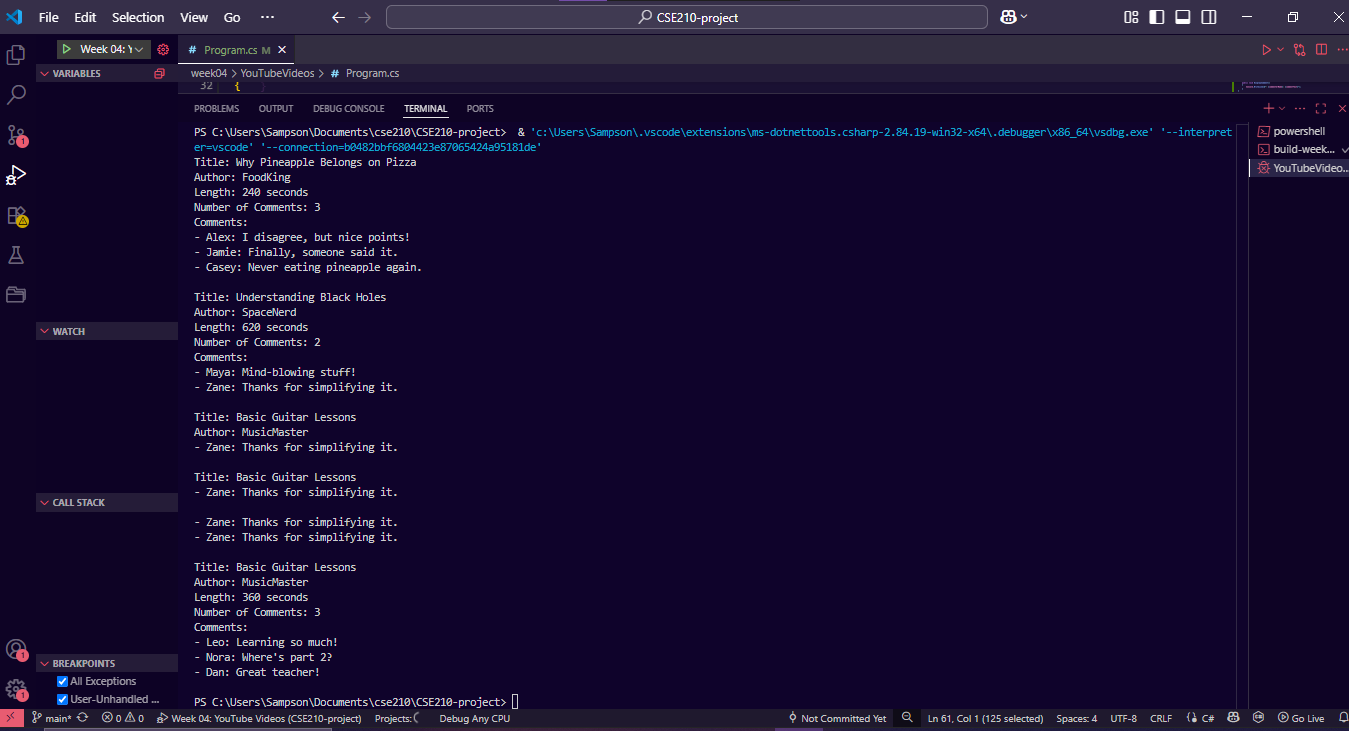 File Edit Selection View Go ··· CSE210-project
Week 04: Y
# Program.cs M
VARIABLES
week04 > YouTubeVideos > # Program.cs
32 {
PROBLEMS OUTPUT DEBUG CONSOLE TERMINAL PORTS
PS C:\Users\Sampson\Documents\cse210\CSE210-project> & 'c:\Users\Sampson\.vscode\extensions\ms-dotnettools.csharp-2.84.19-win32-x64\.debugger\x86_64\vsdbg.exe' '--interpret
er=vscode' '--connection=b0482bbf6804423e87065424a95181de'
Title: Why Pineapple Belongs on Pizza
Author: FoodKing
Length: 240 seconds
Number of Comments: 3
Comments:
- Alex: I disagree, but nice points!
- Jamie: Finally, someone said it.
- Casey: Never eating pineapple again.
Title: Understanding Black Holes
Author: SpaceNerd
Length: 620 seconds
Number of Comments: 2
Comments:
- Maya: Mind-blowing stuff!
- Zane: Thanks for simplifying it.
Title: Basic Guitar Lessons
Author: MusicMaster
- Zane: Thanks for simplifying it.
Title: Basic Guitar Lessons
- Zane: Thanks for simplifying it.
- Zane: Thanks for simplifying it.
- Zane: Thanks for simplifying it.
Title: Basic Guitar Lessons
Author: MusicMaster
Length: 360 seconds
Number of Comments: 3
Comments:
- Leo: Learning so much!
- Nora: Where's part 2?
- Dan: Great teacher!
PS C:\Users\Sampson\Documents\cse210\CSE210-project>
powershell
build-week...
YouTubeVideo...
1
WATCH
CALL STACK
BREAKPOINTS
All Exceptions
User-Unhandled ...
1
1
main* 0 0 Week 04: YouTube Videos (CSE210-project) Projects: Debug Any CPU Not Committed Yet Ln 61, Col 1 (125 selected) Spaces: 4 UTF-8 CRLF C# Go Live